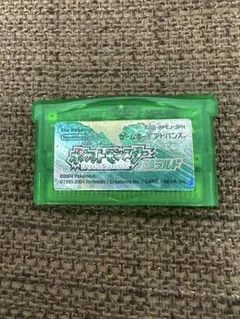 Nintendo
AGB-BPEJ-JPN
ゲームボーイアドバンス
ポケットモンスター
エメラルド
©2004 Pokémon.
©1995-2004 Nintendo / Creatures inc. / GAME FREAK inc.